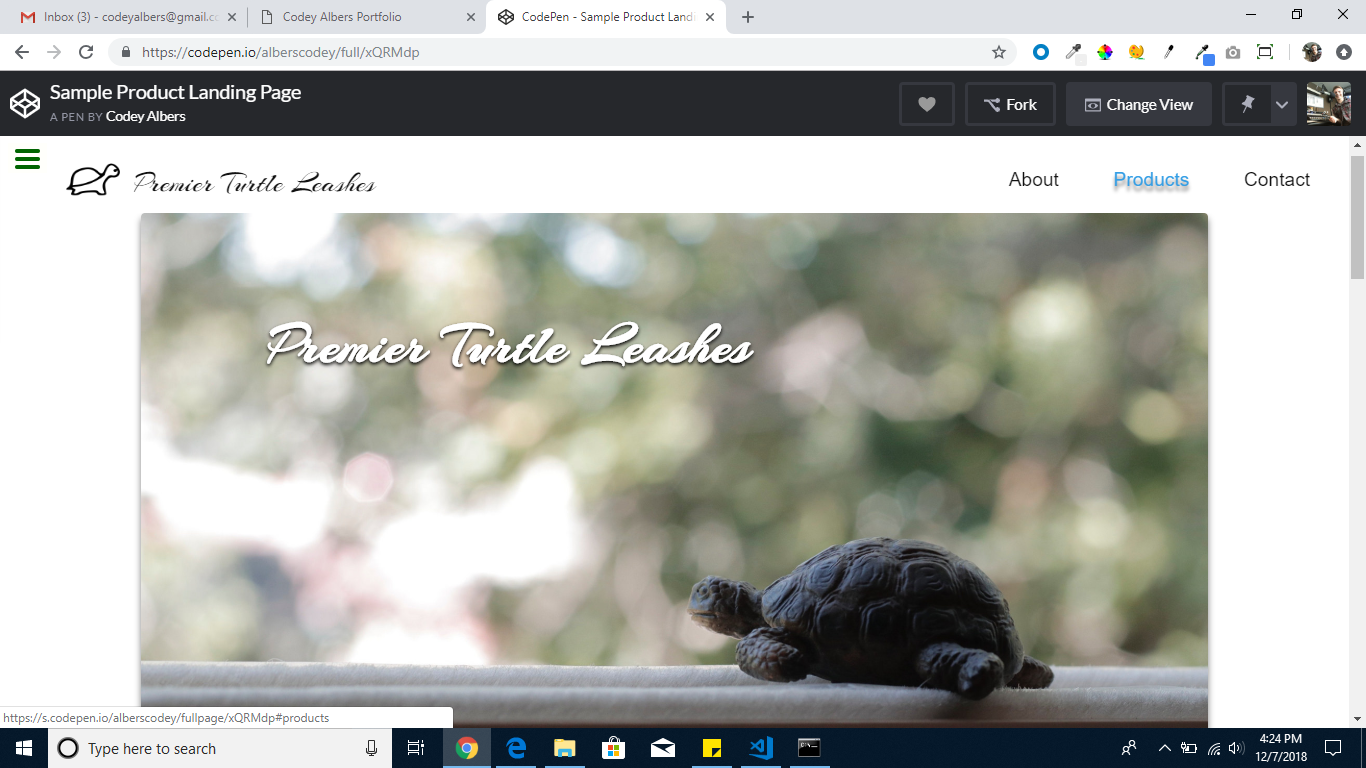 Inbox (3) - codeyalbers@gmail.co
Codey Albers Portfolio
CodePen - Sample Product Landi
https://codepen.io/alberscodey/full/xQRMdp
Sample Product Landing Page
A PEN BY Codey Albers
Fork
Change View
Premier Turtle Leashes
About
Products
Contact
Premier Turtle Leashes
https://s.codepen.io/alberscodey/fullpage/xQRMdp#products
Type here to search
4:24 PM
12/7/2018